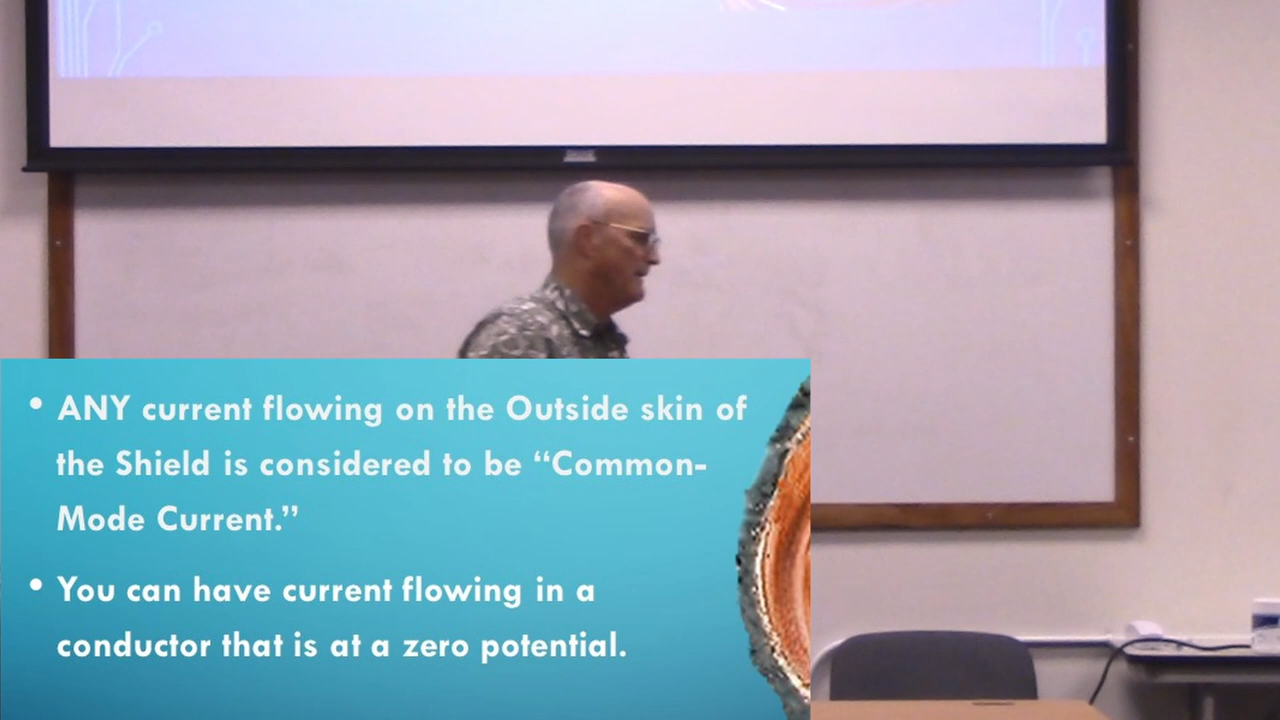 • ANY current flowing on the Outside skin of
the Shield is considered to be “Common-
Mode Current.”
• You can have current flowing in a
conductor that is at a zero potential.